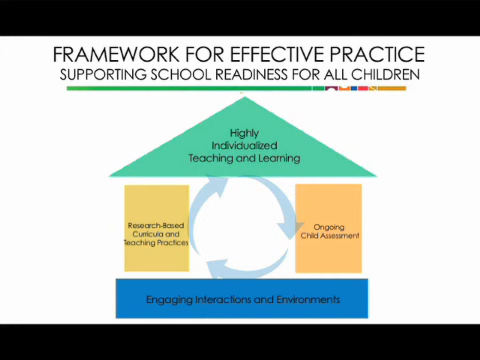 FRAMEWORK FOR EFFECTIVE PRACTICE
SUPPORTING SCHOOL READINESS FOR ALL CHILDREN
Highly
Individualized
Teaching and Learning
Research-Based
Curricula and
Teaching Practices
Ongoing
Child Assessment
Engaging Interactions and Environments